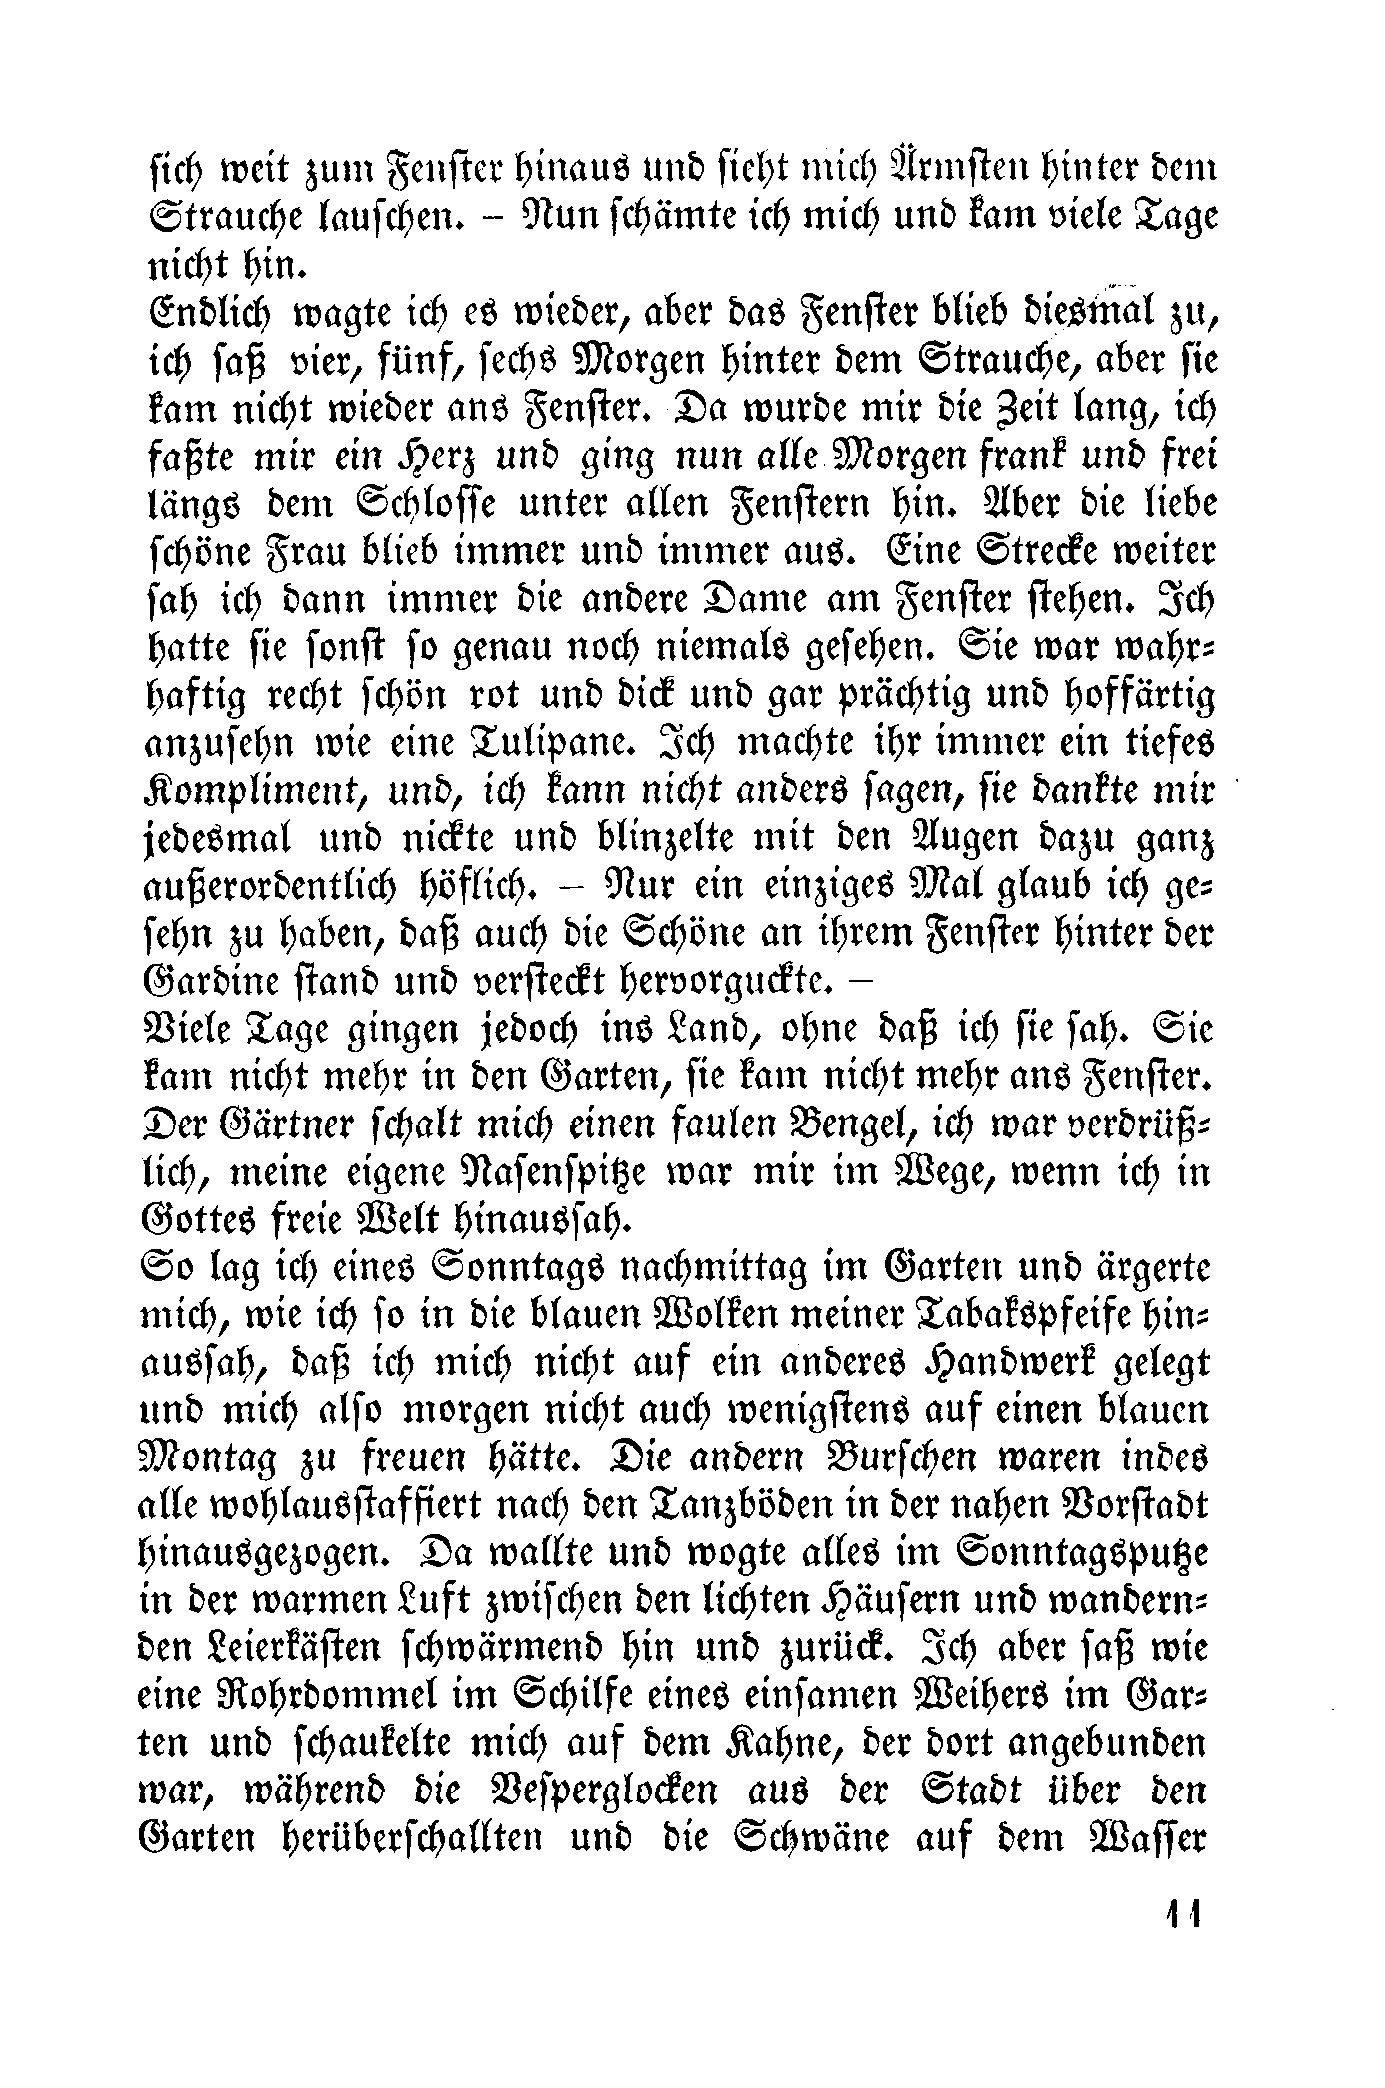 sich weit zum Fenster hinaus und sieht mich Ärmsten hinter dem
Strauche lauschen. – Nun schämte ich mich und kam viele Tage
nicht hin.
Endlich wagte ich es wieder, aber das Fenster blieb diesmal zu,
ich saß vier, fünf, sechs Morgen hinter dem Strauche, aber sie
kam nicht wieder ans Fenster. Da wurde mir die Zeit lang, ich
faßte mir ein Herz und ging nun alle Morgen frank und frei
längs dem Schlosse unter allen Fenstern hin. Aber die liebe
schöne Frau blieb immer und immer aus. Eine Strecke weiter
sah ich dann immer die andere Dame am Fenster stehen. Ich
hatte sie sonst so genau noch niemals gesehen. Sie war wahr-
haftig recht schön rot und dick und gar prächtig und hoffärtig
anzusehn wie eine Tulipane. Ich machte ihr immer ein tiefes
Kompliment, und, ich kann nicht anders sagen, sie dankte mir
jedesmal und nickte und blinzelte mit den Augen dazu ganz
außerordentlich höflich. – Nur ein einziges Mal glaub ich ge-
sehn zu haben, daß auch die Schöne an ihrem Fenster hinter der
Gardine stand und versteckt hervorguckte. –
Viele Tage gingen jedoch ins Land, ohne daß ich sie sah. Sie
kam nicht mehr in den Garten, sie kam nicht mehr ans Fenster.
Der Gärtner schalt mich einen faulen Bengel, ich war verdrüß-
lich, meine eigene Nasenspitze war mir im Wege, wenn ich in
Gottes freie Welt hinaussah.
So lag ich eines Sonntags nachmittag im Garten und ärgerte
mich, wie ich so in die blauen Wolken meiner Tabakspfeife hin-
aussah, daß ich mich nicht auf ein anderes Handwerk gelegt
und mich also morgen nicht auch wenigstens auf einen blauen
Montag zu freuen hätte. Die andern Burschen waren indes
alle wohlausstaffiert nach den Tanzböden in der nahen Vorstadt
hinausgezogen. Da wallte und wogte alles im Sonntagsputze
in der warmen Luft zwischen den lichten Häusern und wandern-
den Leierkästen schwärmend hin und zurück. Ich aber saß wie
eine Rohrdommel im Schilfe eines einsamen Weihers im Gar-
ten und schaukelte mich auf dem Kahne, der dort angebunden
war, während die Vesperglocken aus der Stadt über den
Garten herüberschallten und die Schwäne auf dem Wasser
11